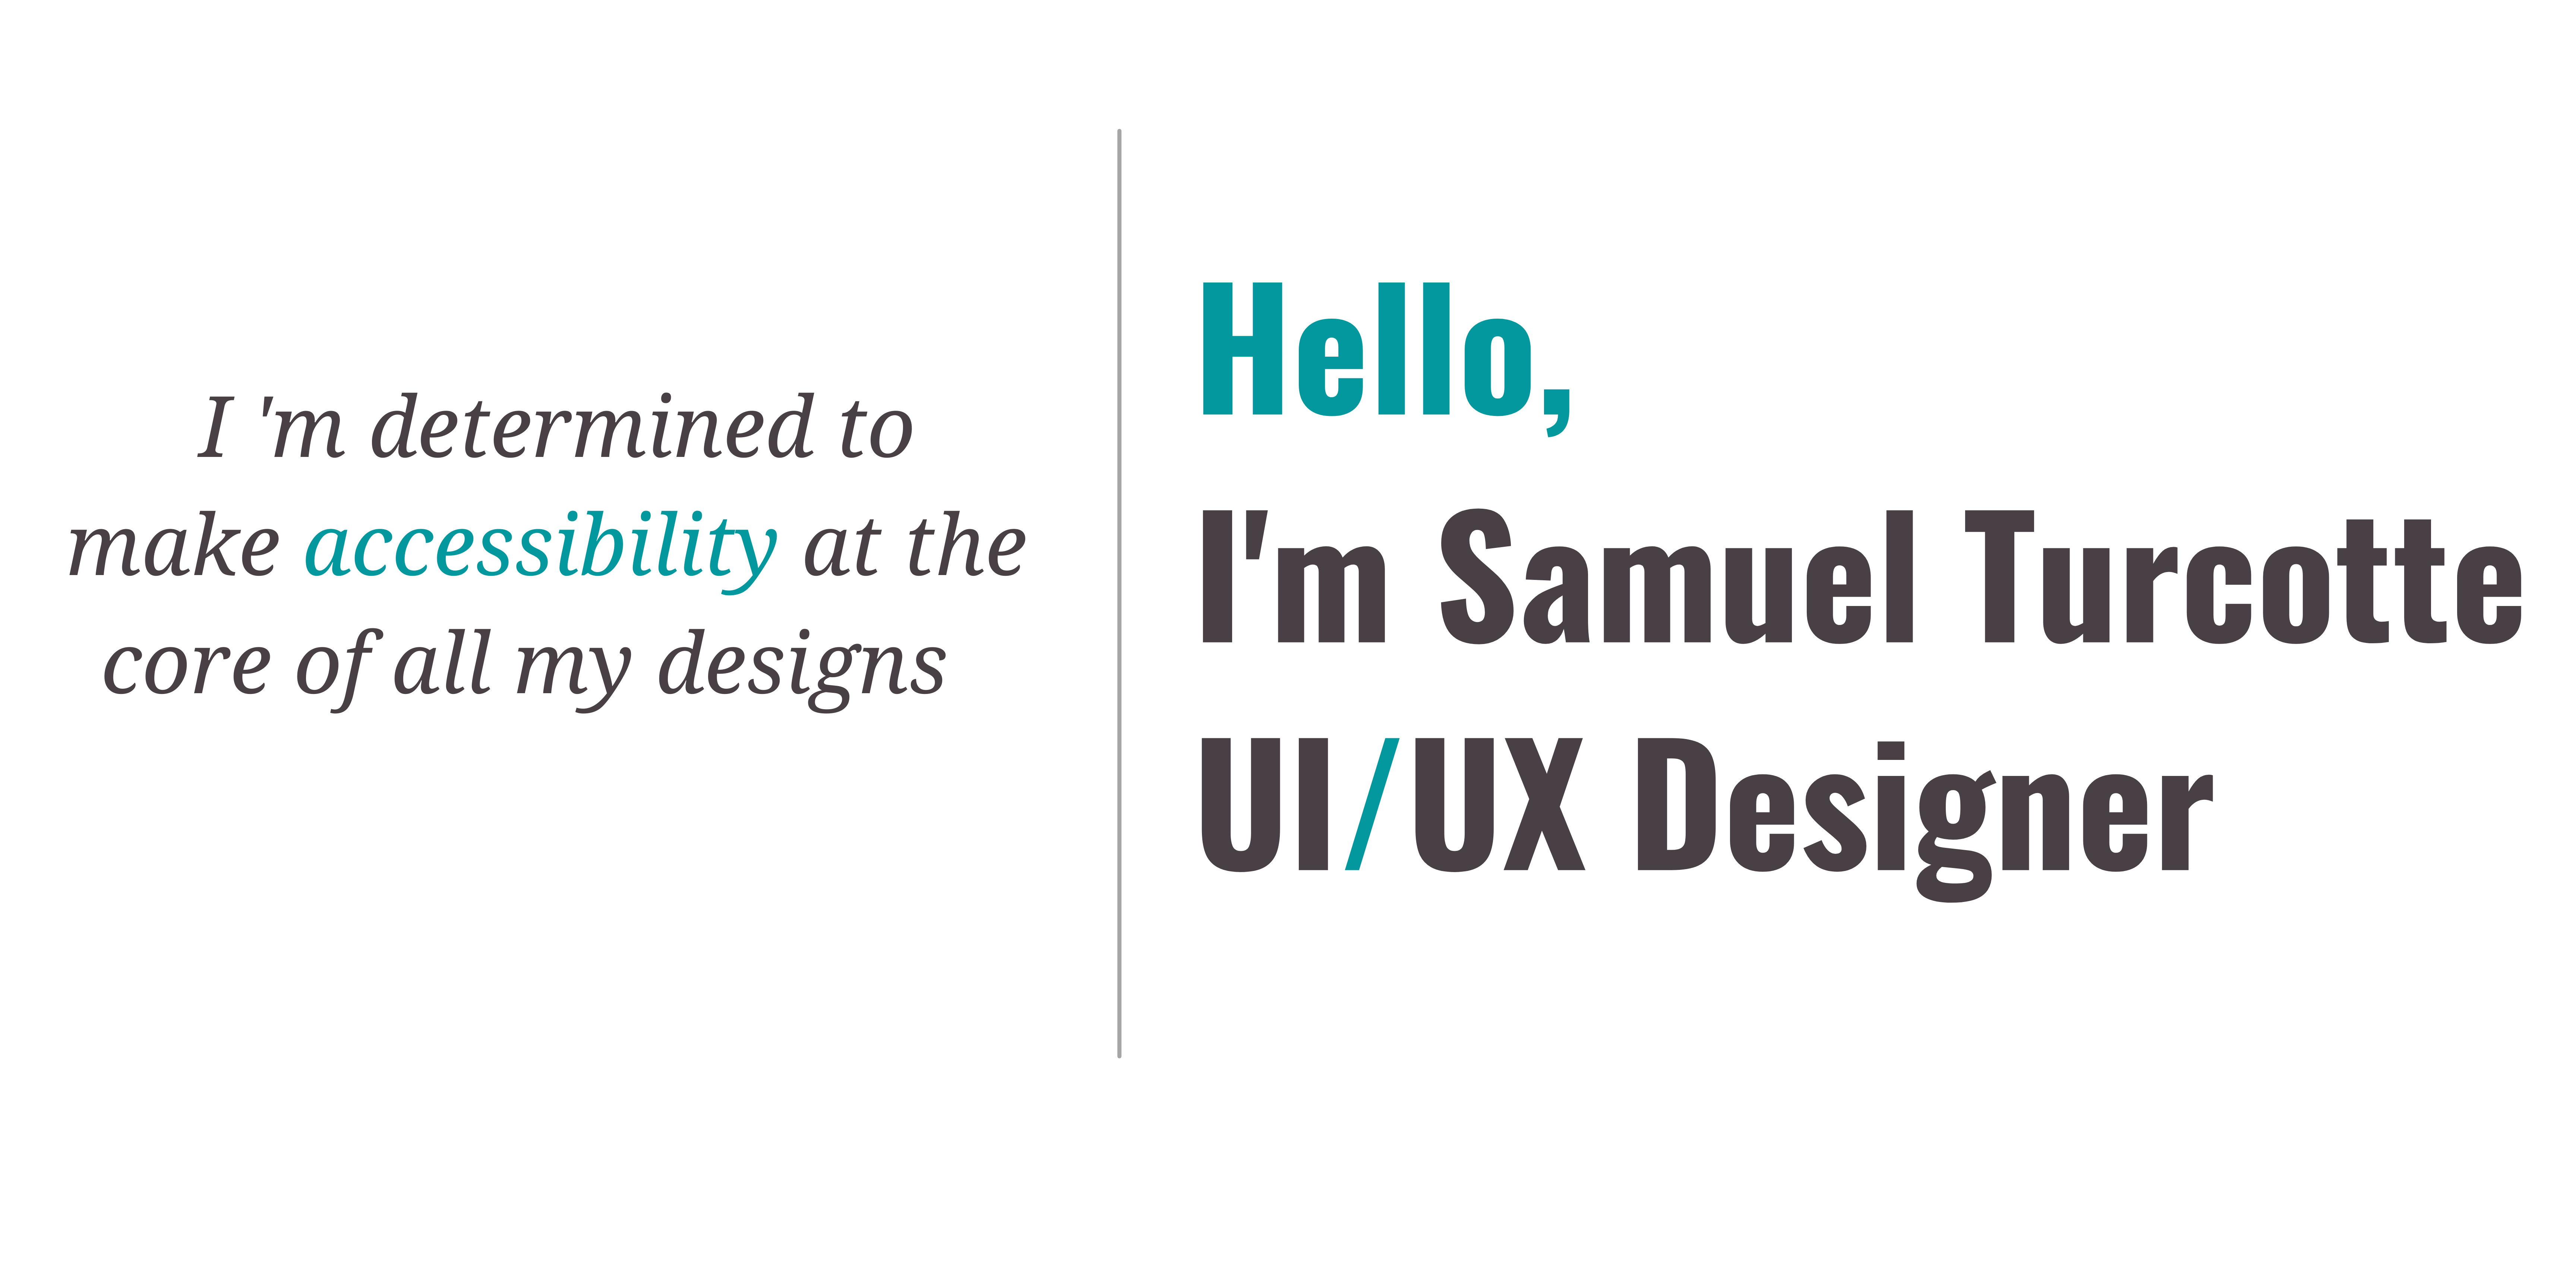 I 'm determined to
make accessibility at the
core of all my designs
Hello,
I'm Samuel Turcotte
UI/UX Designer